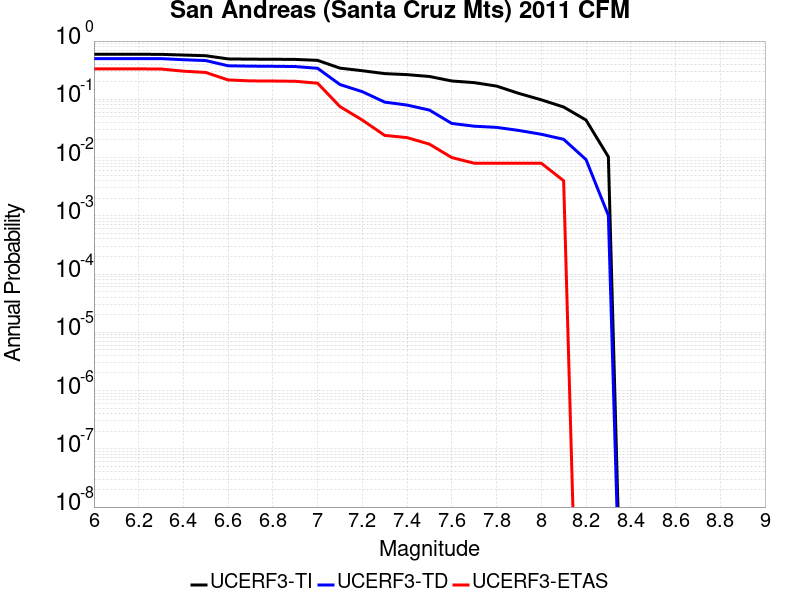 San Andreas (Santa Cruz Mts) 2011 CFM
Annual Probability
10^0
10^-1
10^-2
10^-3
10^-4
10^-5
10^-6
10^-7
10^-8
6 6.2 6.4 6.6 6.8 7 7.2 7.4 7.6 7.8 8 8.2 8.4 8.6 8.8 9
Magnitude
UCERF3-TI UCERF3-TD UCERF3-ETAS